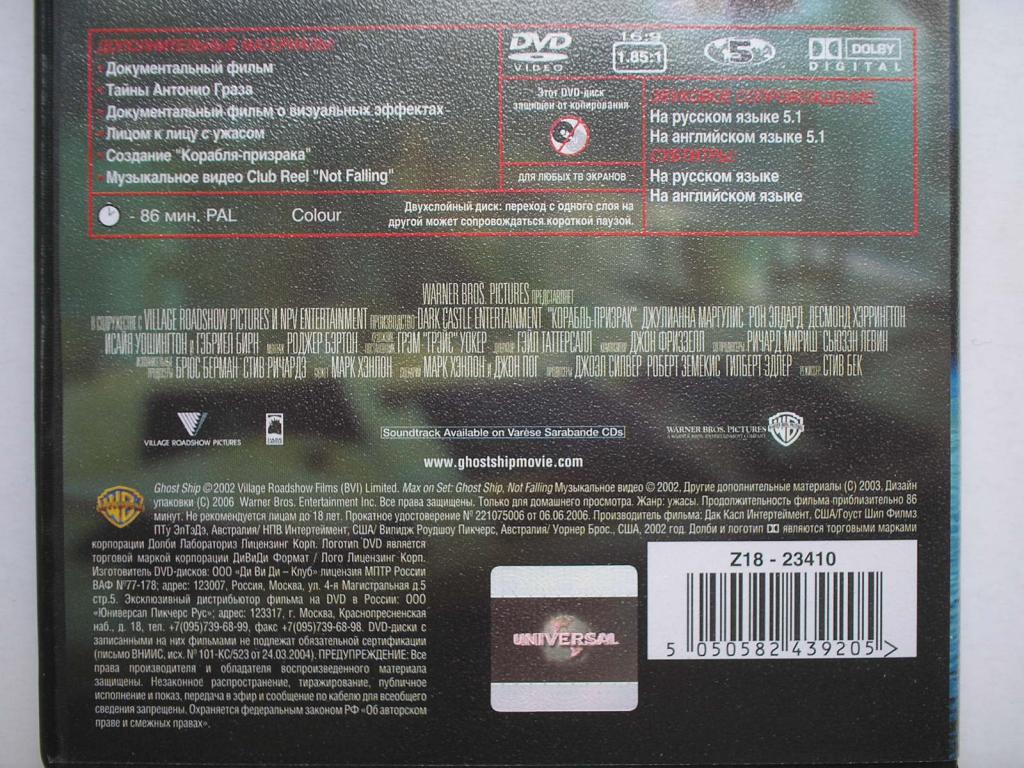 ДОПОЛНИТЕЛЬНЫЕ МАТЕРИАЛЫ:
· Документальный фильм
· Тайны Антонио Граза
· Документальный фильм о визуальных эффектах
· Лицом к лицу с ужасом
· Создание "Корабля-призрака"
· Музыкальное видео Club Reel "Not Falling"
- 86 мин. PAL Colour
Двухслойный диск: переход с одного слоя на
другой может сопровождаться короткой паузой.
DVD
VIDEO
16:9
1.85:1
5
DOLBY
DIGITAL
Этот DVD-диск
защищен от копирования
ДЛЯ ЛЮБЫХ ТВ ЭКРАНОВ
ЗВУКОВОЕ СОПРОВОЖДЕНИЕ:
На русском языке 5.1
На английском языке 5.1
СУБТИТРЫ:
На русском языке
На английском языке
WARNER BROS. PICTURES ПРЕДСТАВЛЯЕТ
В СОДРУЖЕСТВЕ С VILLAGE ROADSHOW PICTURES И NPV ENTERTAINMENT ПРОИЗВОДСТВО DARK CASTLE ENTERTAINMENT "КОРАБЛЬ-ПРИЗРАК" ДЖУЛИАННА МАРГУЛИС РОН ЭЛДАРД ДЕСМОНД ХЭРРИНГТОН
ИСАЙЯ УОШИНГТОН И ГЭБРИЕЛ БИРН РОДЖЕР БЭРТОН ГРЭМ "ГРЭЙС" УОКЕР ГЭЙЛ ТАТТЕРСАЛЛ ДЖОН ФРИЗЕЛЛ РИЧАРД МИРИШ СЬЮЗЭН ЛЕВИН
БРЮС БЕРМАН СТИВ РИЧАРДЗ МАРК ХЭНЛОН МАРК ХЭНЛОН И ДЖОН ПОГ ДЖОЭЛ СИЛВЕР РОБЕРТ ЗЕМЕКИС ГИЛБЕРТ ЭДЛЕР СТИВ БЕК
VILLAGE ROADSHOW PICTURES
Soundtrack Available on Varèse Sarabande CDs
WARNER BROS. PICTURES
www.ghostshipmovie.com
Ghost Ship © 2002 Village Roadshow Films (BVI) Limited. Max on Set: Ghost Ship, Not Falling Музыкальное видео © 2002. Другие дополнительные материалы (C) 2003. Дизайн
упаковки (C) 2006 Warner Bros. Entertainment Inc. Все права защищены. Только для домашнего просмотра. Жанр: ужасы. Продолжительность фильма приблизительно 86
минут. Не рекомендуется лицам до 18 лет. Прокатное удостоверение № 221075006 от 06.06.2006. Производитель фильма: Дак Касл Интертеймент, США/Гоуст Шип Филмз
ПТу ЭлТэДэ, Австралия/ НПВ Интертеймент, США/ Вилидж Роудшоу Пикчерс, Австралия/ Уорнер Брос., США, 2002 год. Долби и логотип являются торговыми марками
корпорации Долби Лабораториз Лицензинг Корп. Логотип DVD является
торговой маркой корпорации ДиВиДи Формат / Лого Лицензинг Корп.
Изготовитель DVD-дисков: ООО «Ди Ви Ди – Клуб» лицензия МПТР России
ВАФ №77-178; адрес: 123007, Россия, Москва, ул. 4-я Магистральная д.5
стр.5. Эксклюзивный дистрибьютор фильма на DVD в России: ООО
«Юниверсал Пикчерс Рус»; адрес: 123317, г. Москва, Краснопресненская
наб., д. 18, тел. +7(095)739-68-99, факс +7(095)739-68-98. DVD-диски с
записанными на них фильмами не подлежат обязательной сертификации
(письмо ВНИИС, исх. № 101-КС/523 от 24.03.2004). ПРЕДУПРЕЖДЕНИЕ: Все
права производителя и обладателя воспроизведенного материала
защищены. Незаконное распространение, тиражирование, публичное
исполнение и показ, передача в эфир и сообщение по кабелю для всеобщего
сведения запрещены. Охраняется федеральным законом РФ «Об авторском
праве и смежных правах».
UNIVERSAL
Z18 - 23410
5 050582 439205 >